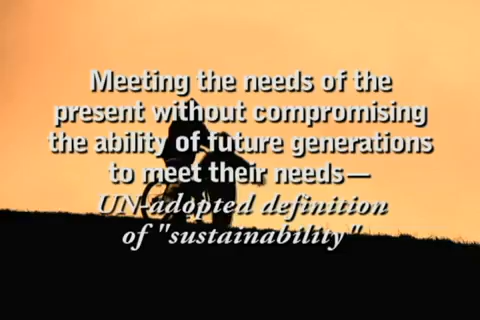 Meeting the needs of the
present without compromising
the ability of future generations
to meet their needs—
UN-adopted definition
of "sustainability"